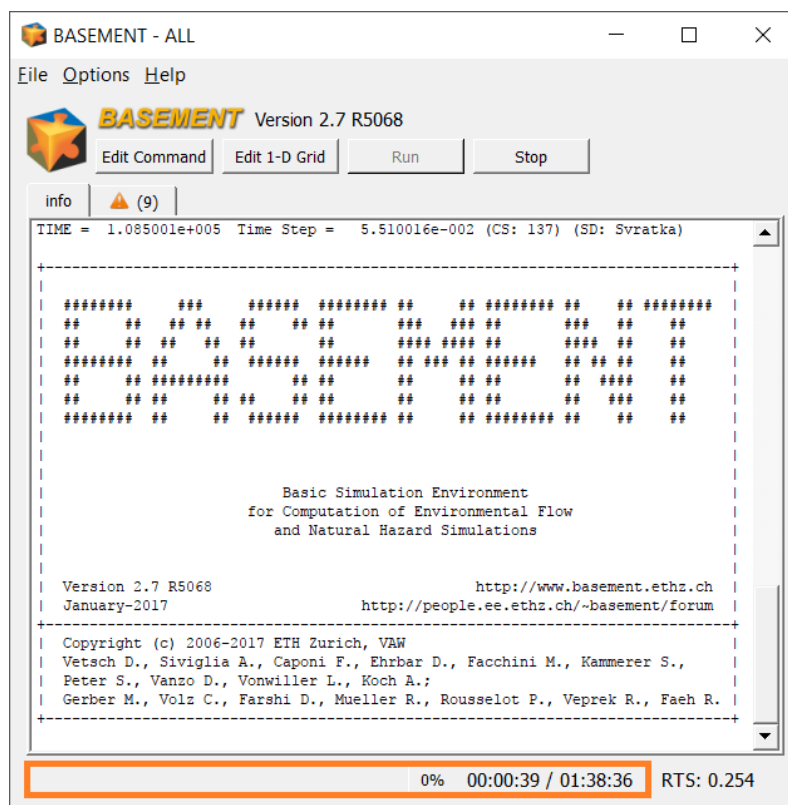 BASEMENT - ALL
File Options Help
BASEMENT Version 2.7 R5068
Edit Command Edit 1-D Grid Run Stop
info (9)
TIME = 1.085001e+005 Time Step = 5.510016e-002 (CS: 137) (SD: Svratka)
BASEMENT
Basic Simulation Environment
for Computation of Environmental Flow
and Natural Hazard Simulations
Version 2.7 R5068 http://www.basement.ethz.ch
January-2017 http://people.ee.ethz.ch/~basement/forum
Copyright (c) 2006-2017 ETH Zurich, VAW
Vetsch D., Siviglia A., Caponi F., Ehrbar D., Facchini M., Kammerer S.,
Peter S., Vanzo D., Vonwiller L., Koch A.;
Gerber M., Volz C., Farshi D., Mueller R., Rousselot P., Veprek R., Faeh R.
0% 00:00:39 / 01:38:36 RTS: 0.254